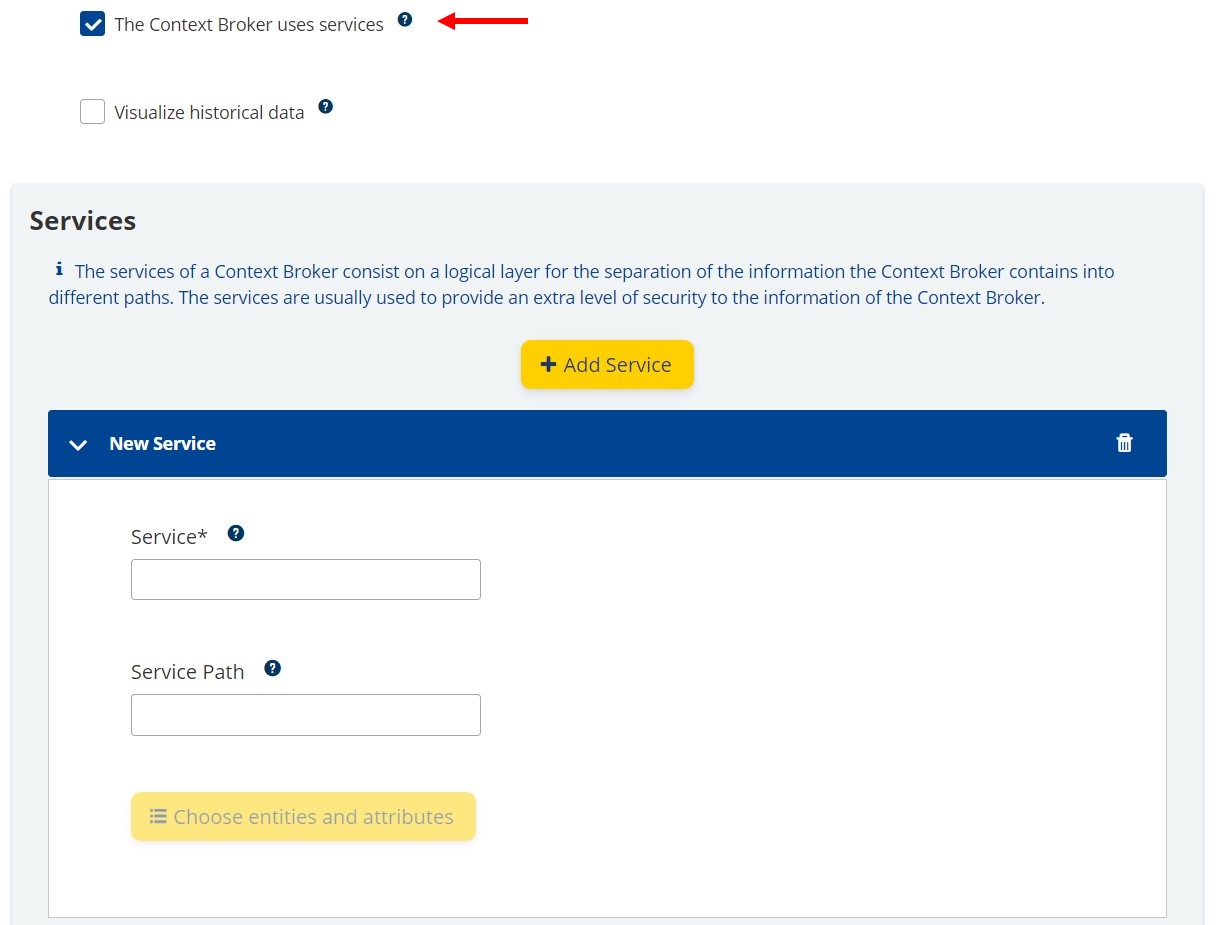 The Context Broker uses services ?
Visualize historical data ?
Services
i The services of a Context Broker consist on a logical layer for the separation of the information the Context Broker contains into
different paths. The services are usually used to provide an extra level of security to the information of the Context Broker.
+ Add Service
New Service
Service* ?
Service Path ?
Choose entities and attributes